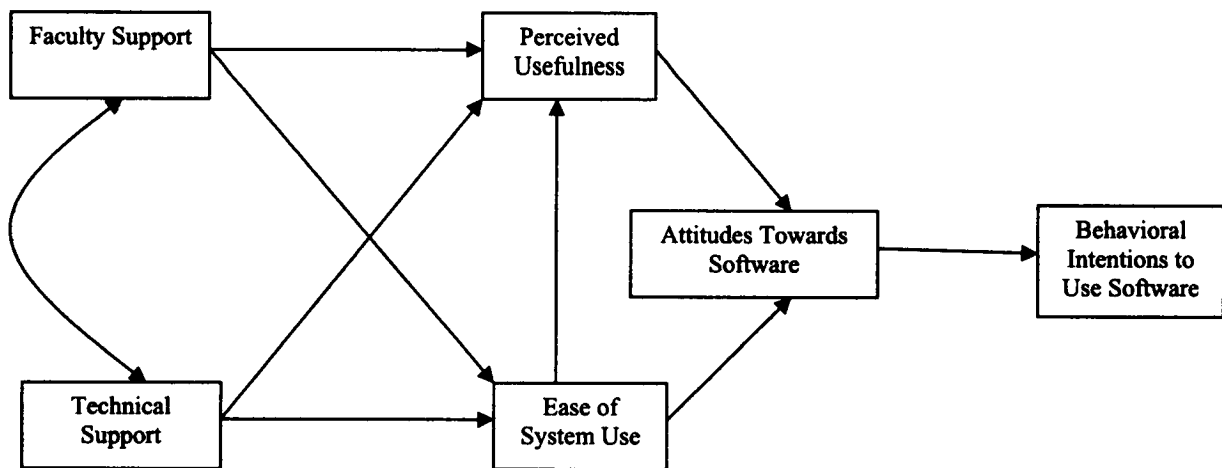 Faculty Support
Perceived
Usefulness
Attitudes Towards
Software
Behavioral
Intentions to
Use Software
Technical
Support
Ease of
System Use